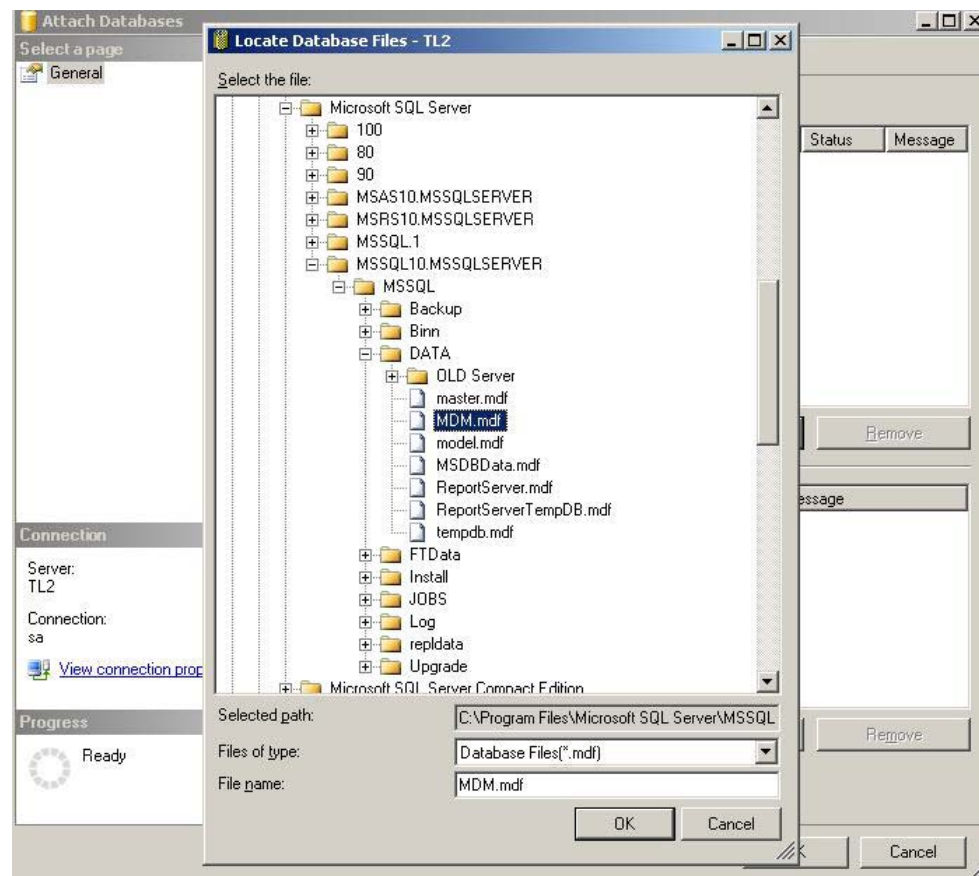 Attach Databases
Select a page
General
Locate Database Files - TL2
Select the file:
Microsoft SQL Server
100
80
90
MSAS10.MSSQLSERVER
MSRS10.MSSQLSERVER
MSSQL.1
MSSQL10.MSSQLSERVER
MSSQL
Backup
Binn
DATA
OLD Server
master.mdf
MDM.mdf
model.mdf
MSDBData.mdf
ReportServer.mdf
ReportServerTempDB.mdf
tempdb.mdf
FTData
Install
JOBS
Log
repldata
Upgrade
Microsoft SQL Server Compact Edition
Selected path:
C:\Program Files\Microsoft SQL Server\MSSQL
Files of type:
Database Files(*.mdf)
File name:
MDM.mdf
OK Cancel
Status Message
Remove
essage
Remove
Connection
Server:
TL2
Connection:
sa
View connection prop
Progress
Ready
K Cancel